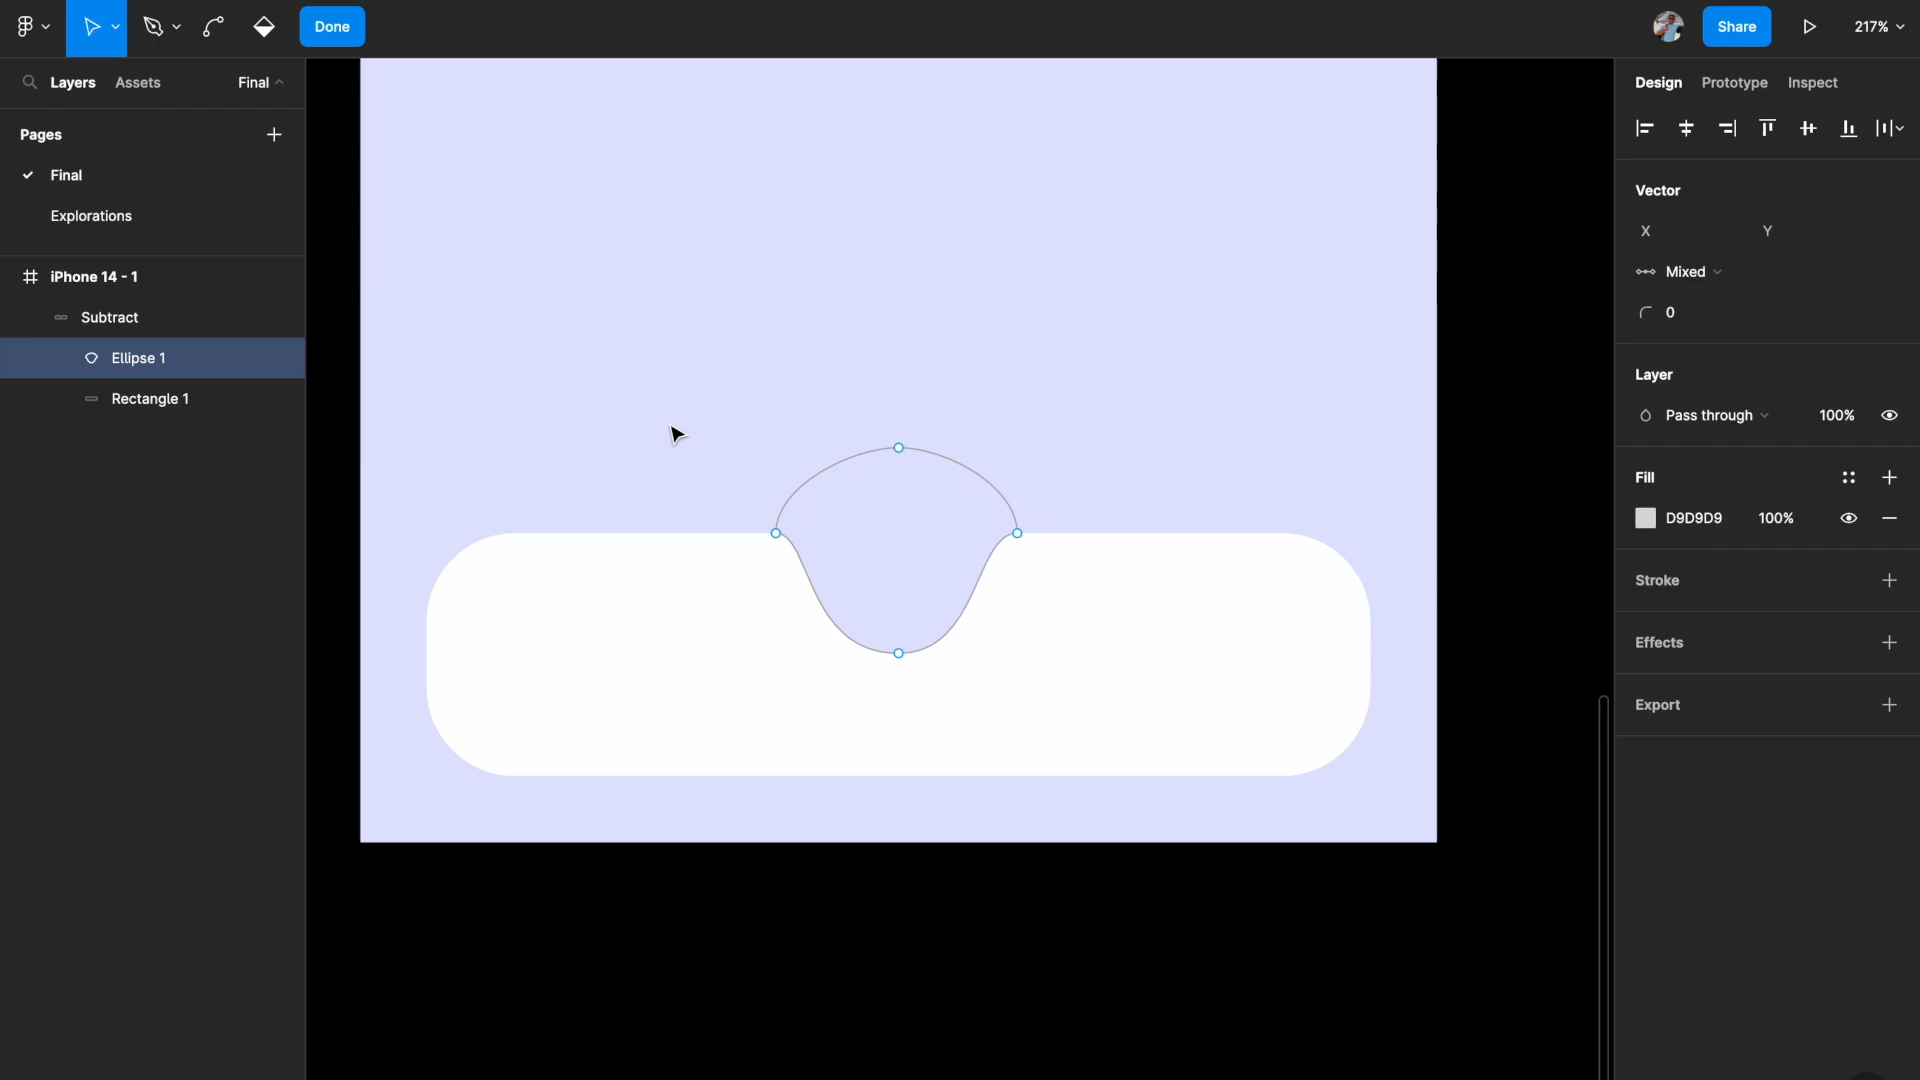 Done
Share
217%
Layers
Assets
Final
Design
Prototype
Inspect
Pages
Final
Explorations
iPhone 14 - 1
Subtract
Ellipse 1
Rectangle 1
Vector
X
Y
Mixed
0
Layer
Pass through
100%
Fill
D9D9D9
100%
Stroke
Effects
Export